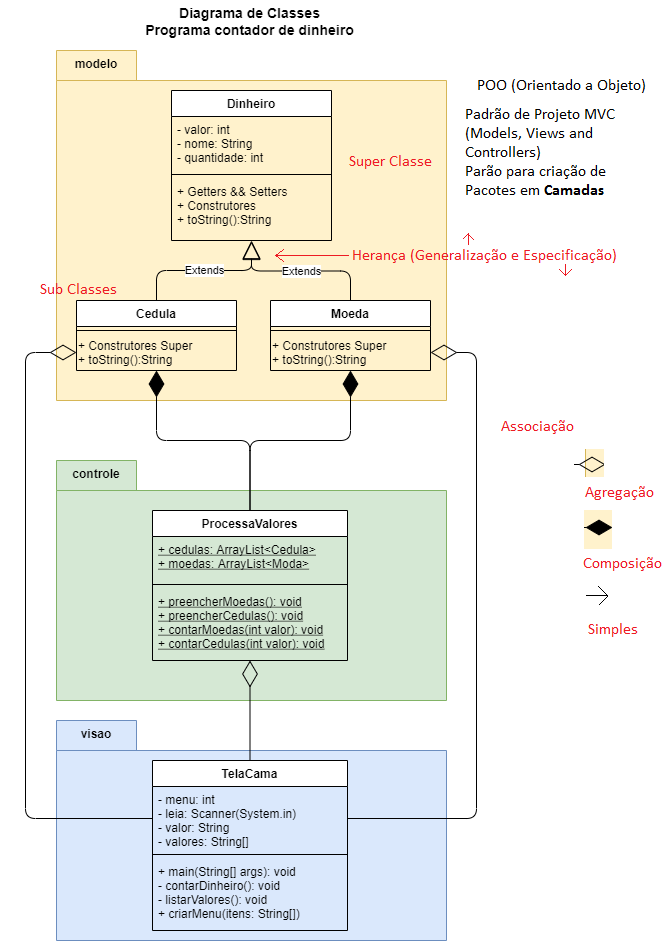 Diagrama de Classes
Programa contador de dinheiro
modelo
POO (Orientado a Objeto)
Padrão de Projeto MVC
(Models, Views and
Controllers)
Parão para criação de
Pacotes em Camadas
Dinheiro
- valor: int
- nome: String
- quantidade: int
+ Getters && Setters
+ Construtores
+ toString():String
Super Classe
Herança (Generalização e Especificação)
Extends
Extends
Sub Classes
Cedula
+ Construtores Super
+ toString():String
Moeda
+ Construtores Super
+ toString():String
Associação
Agregação
Composição
Simples
controle
ProcessaValores
+ cedulas: ArrayList<Cedula>
+ moedas: ArrayList<Moda>
+ preencherMoedas(): void
+ preencherCedulas(): void
+ contarMoedas(int valor): void
+ contarCedulas(int valor): void
visao
TelaCama
- menu: int
- leia: Scanner(System.in)
- valor: String
- valores: String[]
+ main(String[] args): void
- contarDinheiro(): void
- listarValores(): void
+ criarMenu(itens: String[])